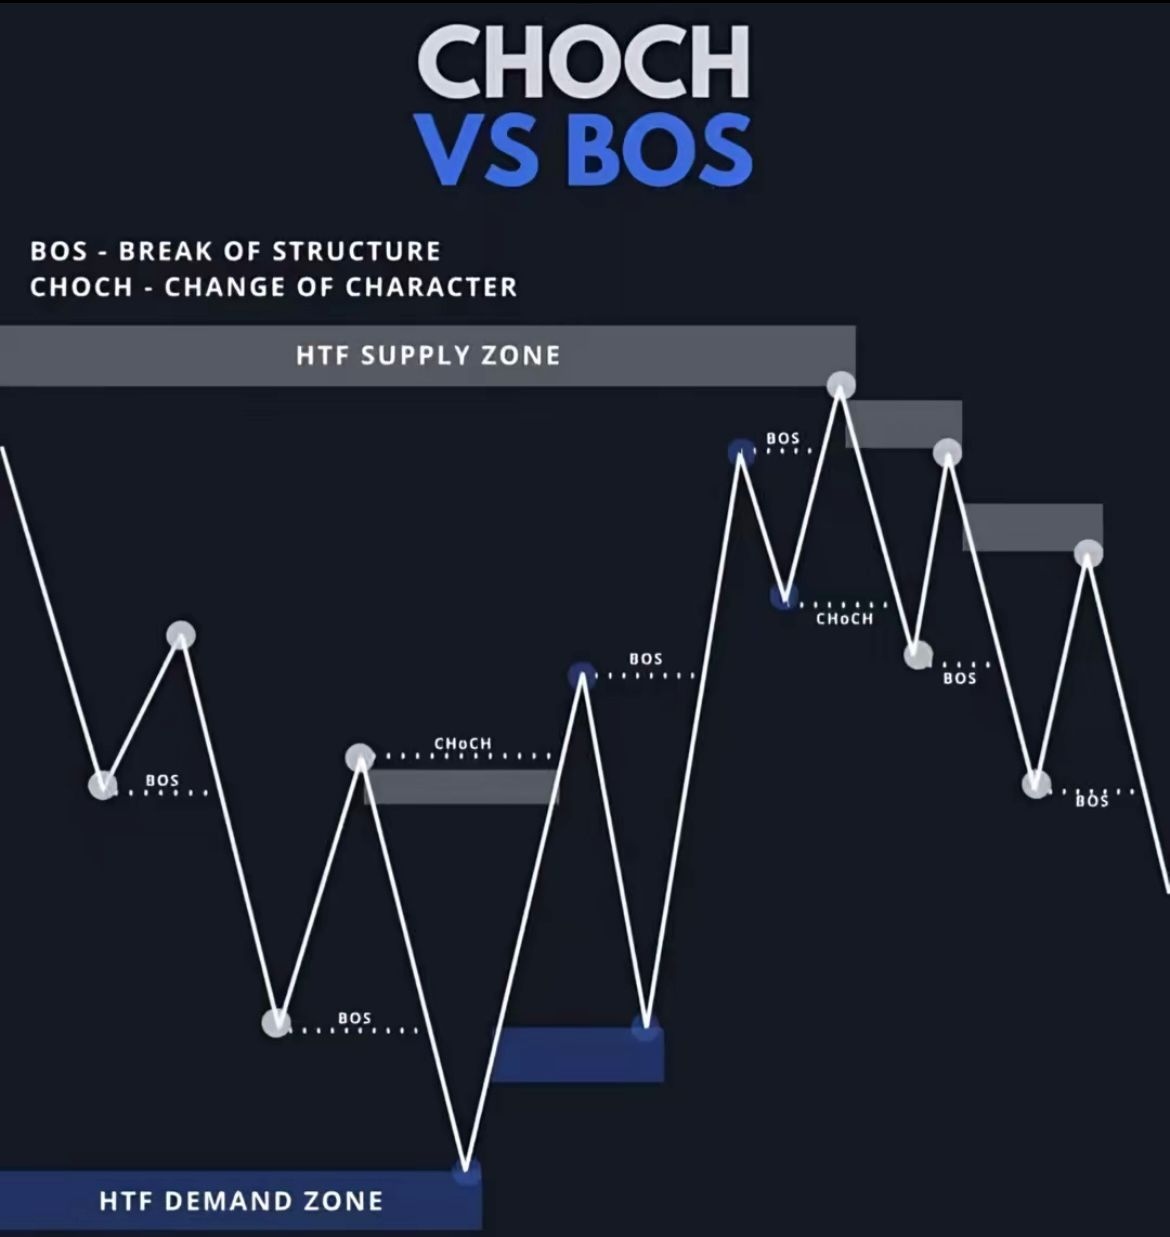 CHOCH
VS BOS
BOS - BREAK OF STRUCTURE
CHOCH - CHANGE OF CHARACTER
HTF SUPPLY ZONE
BOS
CHoCH
BOS
BOS
CHoCH
BOS
BOS
BOS
HTF DEMAND ZONE